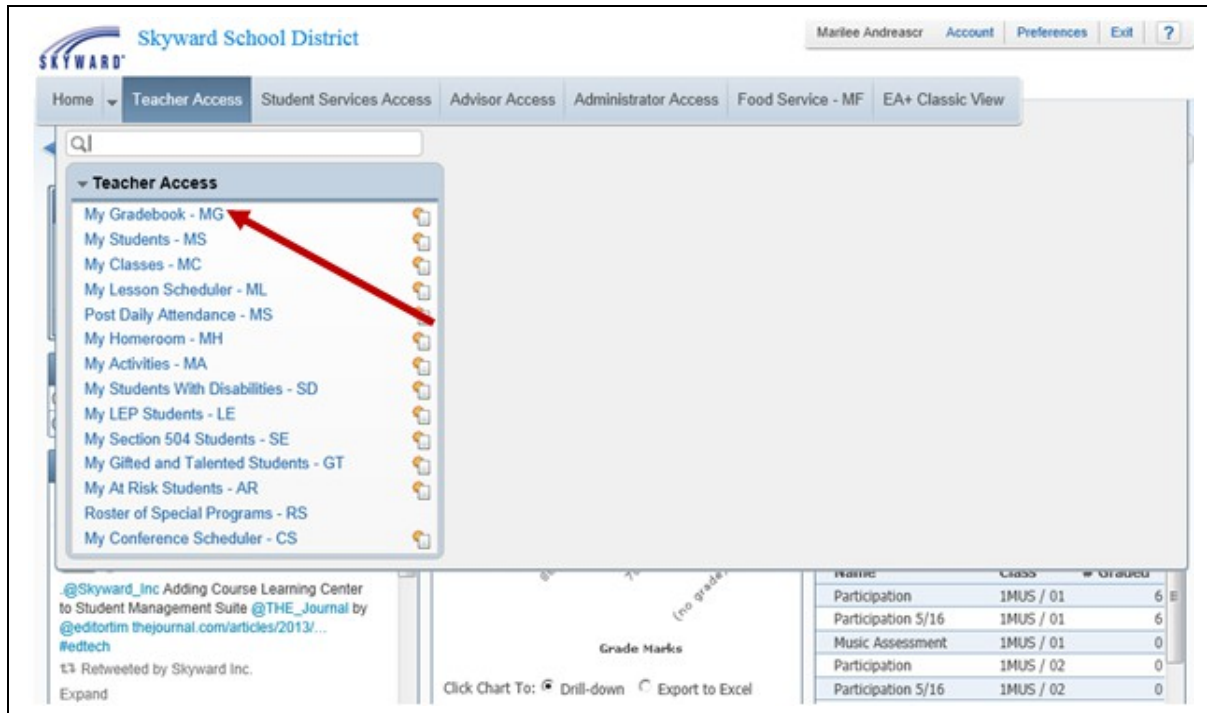 SKYWARD
Skyward School District
Marilee Andreascr Account Preferences Exit ?
Home Teacher Access Student Services Access Advisor Access Administrator Access Food Service - MF EA+ Classic View
Teacher Access
My Gradebook - MG
My Students - MS
My Classes - MC
My Lesson Scheduler - ML
Post Daily Attendance - MS
My Homeroom - MH
My Activities - MA
My Students With Disabilities - SD
My LEP Students - LE
My Section 504 Students - SE
My Gifted and Talented Students - GT
My At Risk Students - AR
Roster of Special Programs - RS
My Conference Scheduler - CS
.@Skyward_Inc Adding Course Learning Center
to Student Management Suite @THE_Journal by
@editortim thejournal.com/articles/2013/...
#edtech
Retweeted by Skyward Inc.
Expand
(no grade)
Grade Marks
Click Chart To: Drill-down Export to Excel
Name Class # Graded
Participation 1MUS / 01 6
Participation 5/16 1MUS / 01 6
Music Assessment 1MUS / 01 0
Participation 1MUS / 02 0
Participation 5/16 1MUS / 02 0